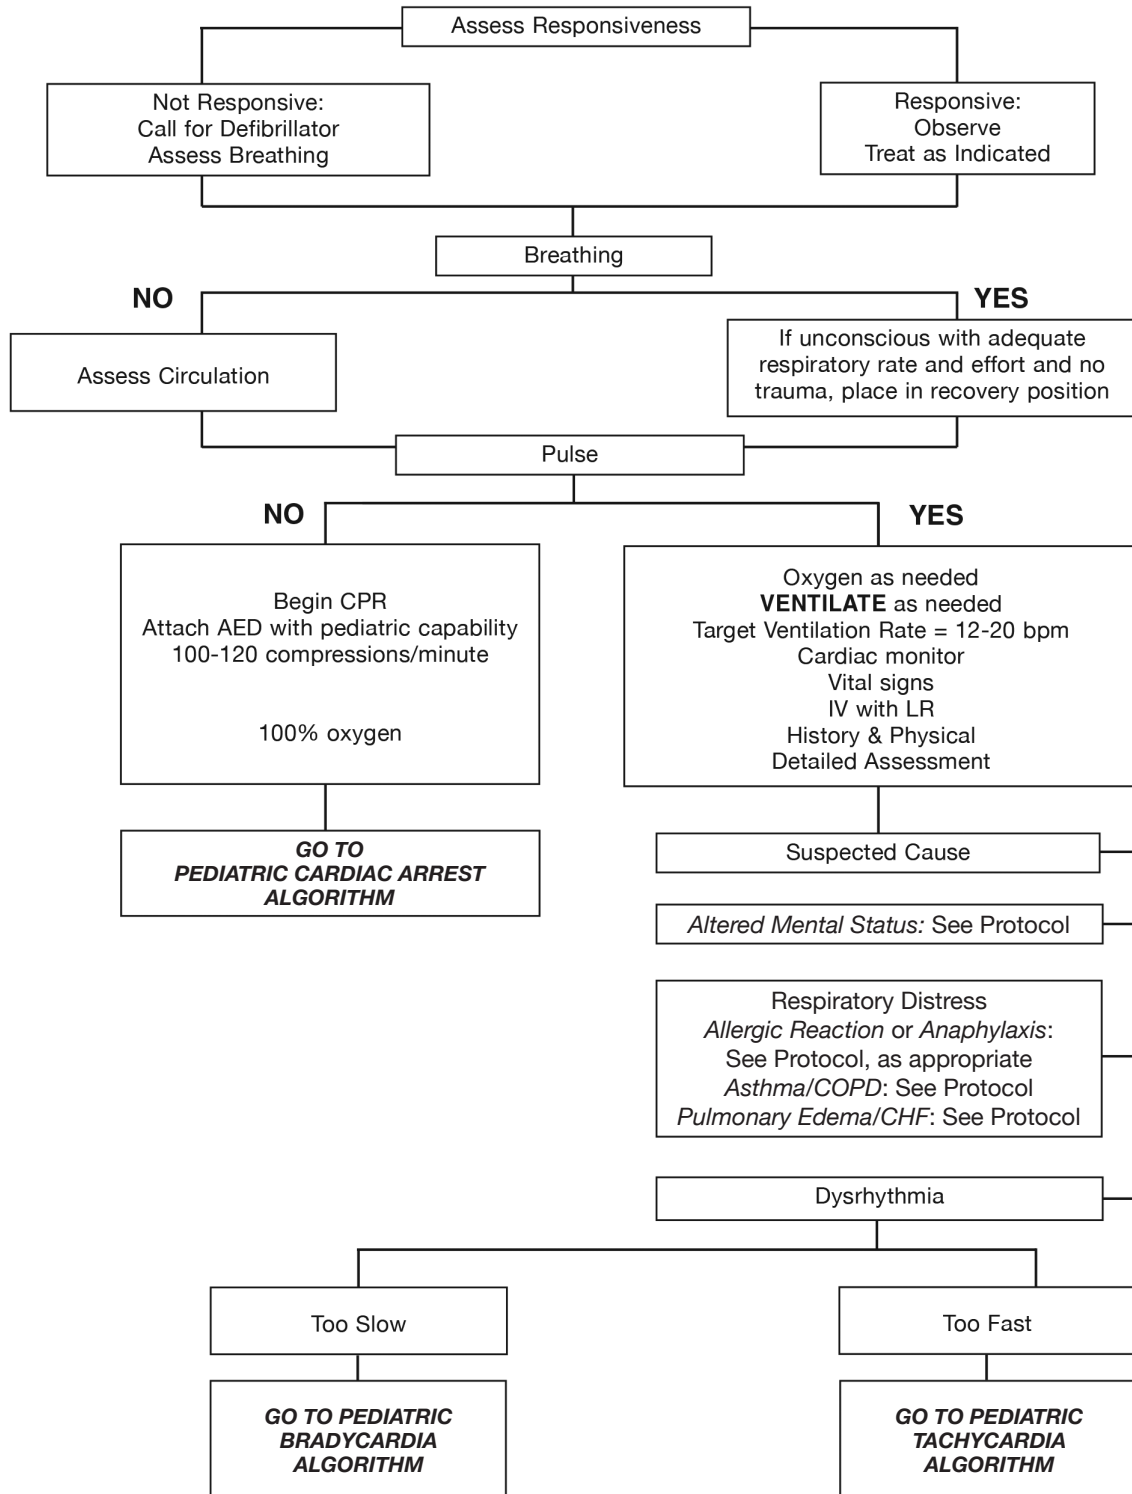 Assess Responsiveness
Not Responsive:
Call for Defibrillator
Assess Breathing
Responsive:
Observe
Treat as Indicated
Breathing
NO
YES
Assess Circulation
If unconscious with adequate
respiratory rate and effort and no
trauma, place in recovery position
Pulse
NO
YES
Begin CPR
Attach AED with pediatric capability
100-120 compressions/minute
100% oxygen
Oxygen as needed
VENTILATE as needed
Target Ventilation Rate = 12-20 bpm
Cardiac monitor
Vital signs
IV with LR
History & Physical
Detailed Assessment
GO TO
PEDIATRIC CARDIAC ARREST
ALGORITHM
Suspected Cause
Altered Mental Status: See Protocol
Respiratory Distress
Allergic Reaction or Anaphylaxis:
See Protocol, as appropriate
Asthma/COPD: See Protocol
Pulmonary Edema/CHF: See Protocol
Dysrhythmia
Too Slow
Too Fast
GO TO PEDIATRIC
BRADYCARDIA
ALGORITHM
GO TO PEDIATRIC
TACHYCARDIA
ALGORITHM